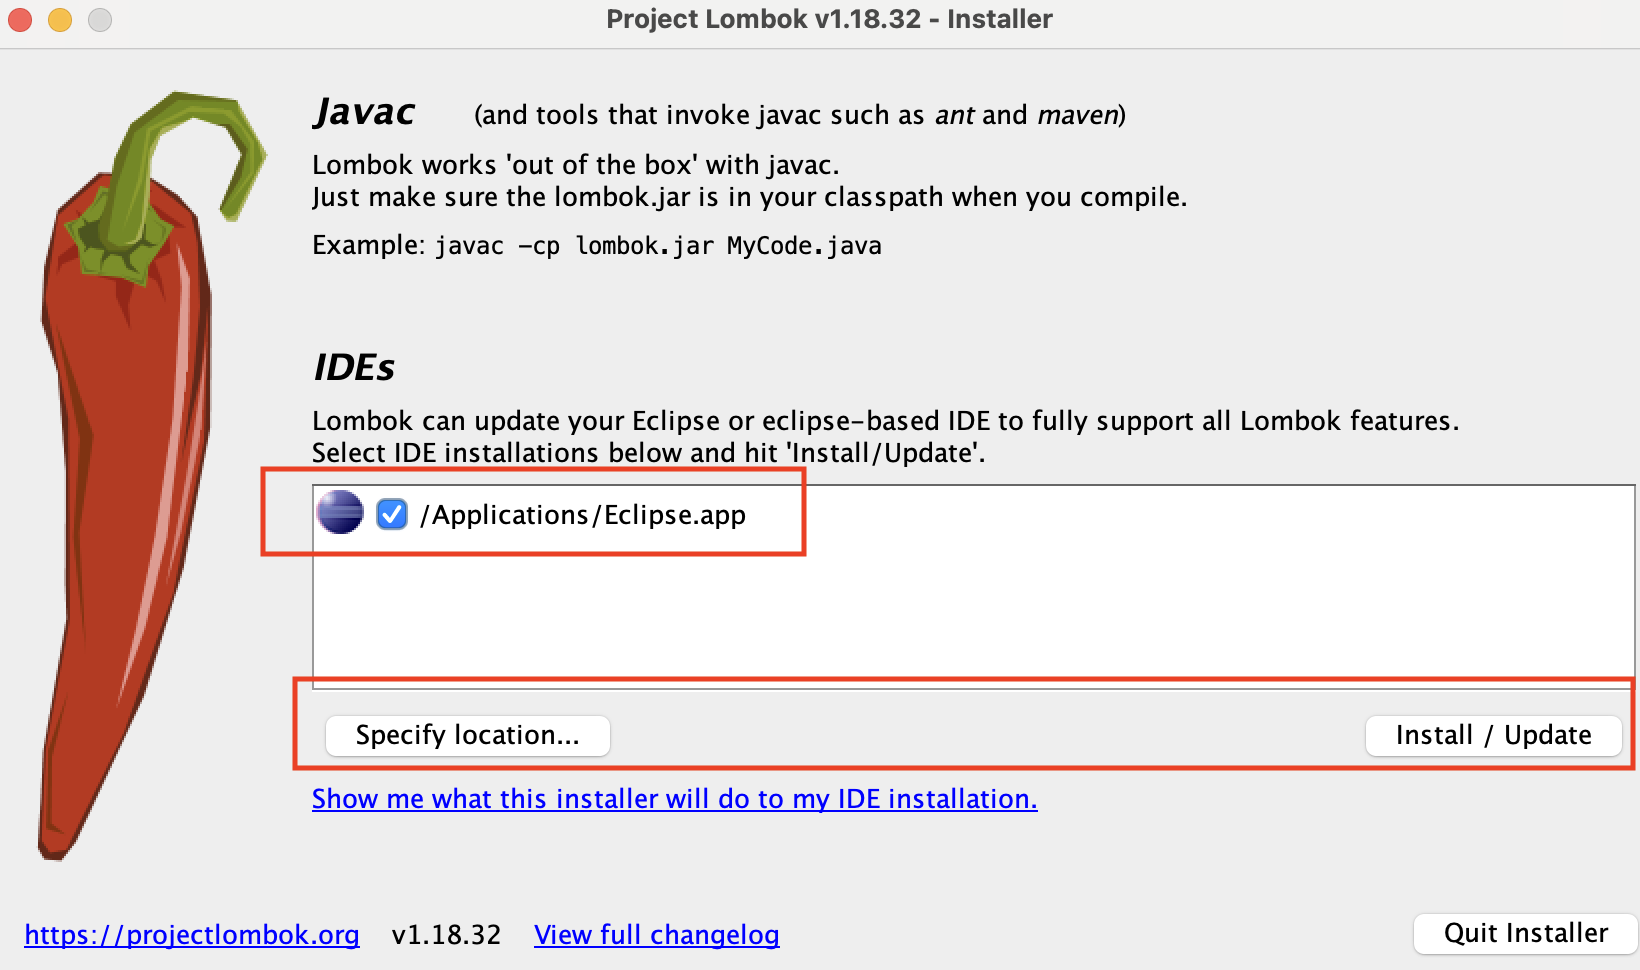 Project Lombok v1.18.32 - Installer
Javac (and tools that invoke javac such as ant and maven)
Lombok works 'out of the box' with javac.
Just make sure the lombok.jar is in your classpath when you compile.
Example: javac -cp lombok.jar MyCode.java
IDEs
Lombok can update your Eclipse or eclipse-based IDE to fully support all Lombok features.
Select IDE installations below and hit 'Install/Update'.
/Applications/Eclipse.app
Specify location... Install / Update
Show me what this installer will do to my IDE installation.
https://projectlombok.org v1.18.32 View full changelog Quit Installer